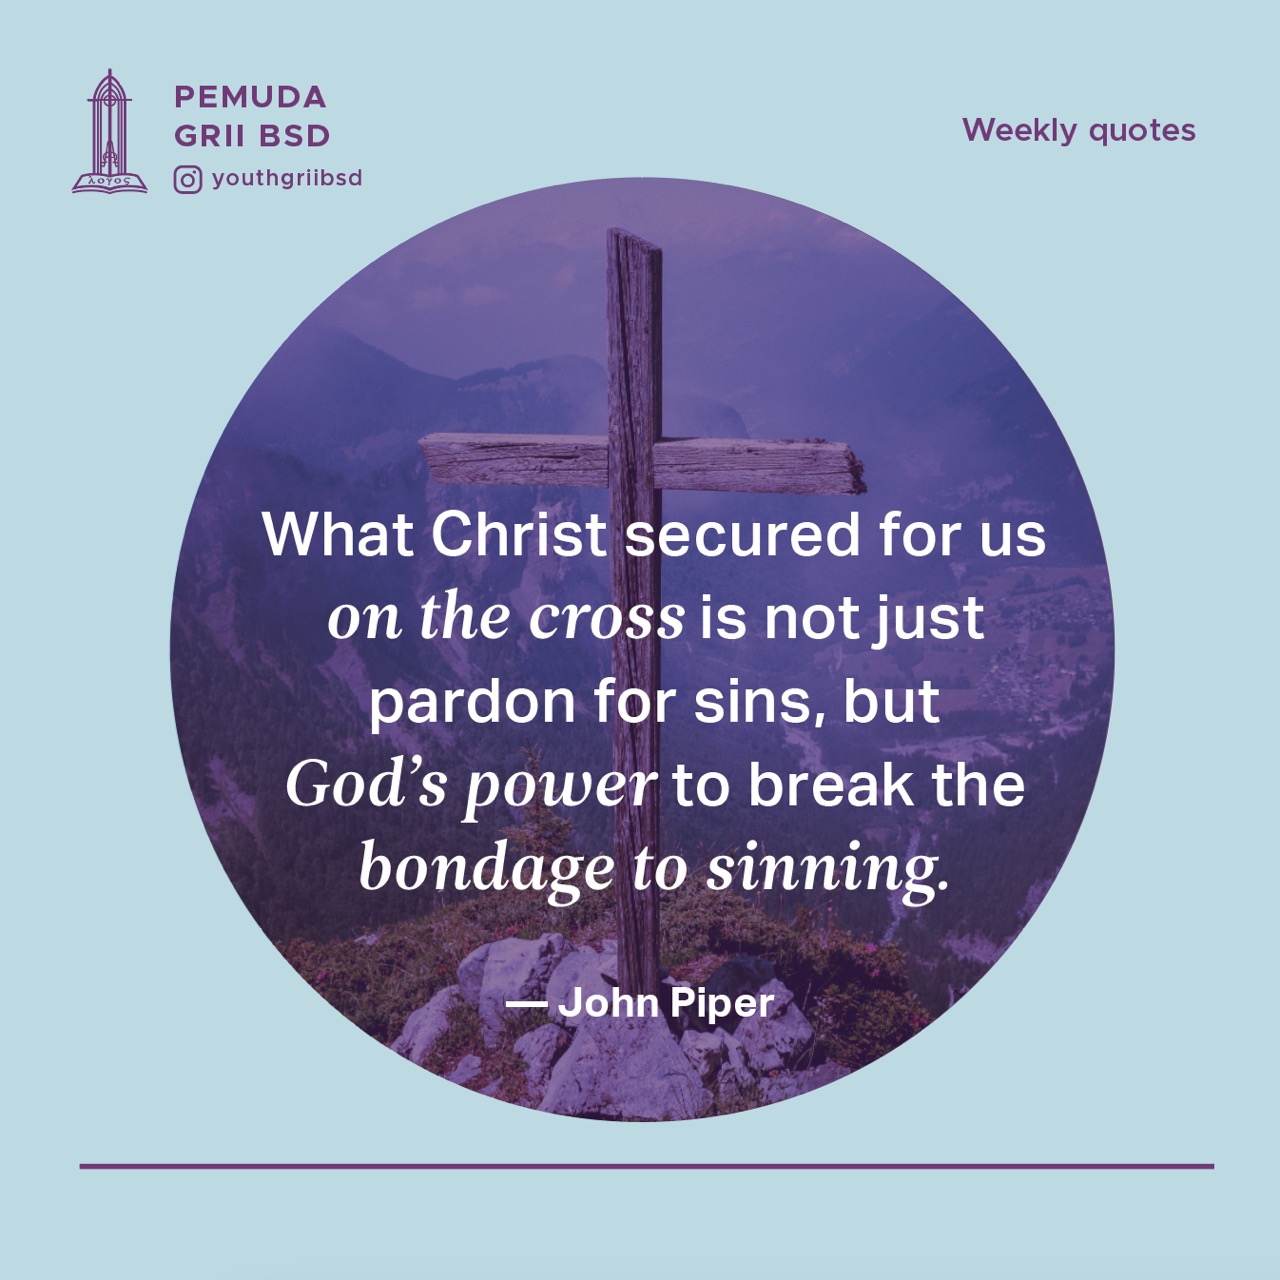 PEMUDA
GRII BSD
youthgriibsd
λογος
Weekly quotes
What Christ secured for us
on the cross is not just
pardon for sins, but
God’s power to break the
bondage to sinning.
— John Piper